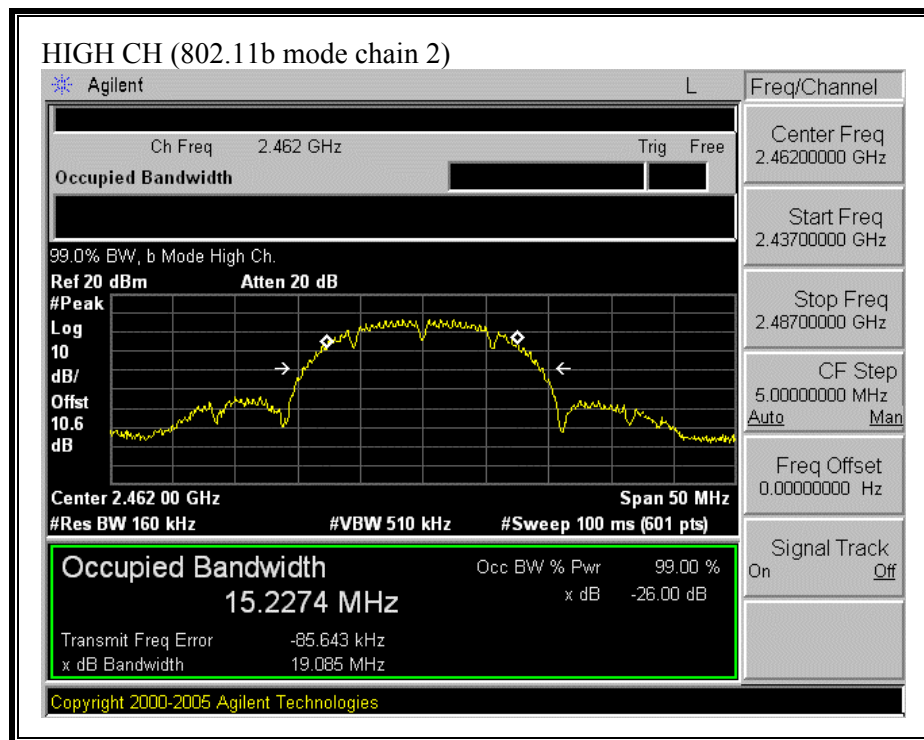 HIGH CH (802.11b mode chain 2)
Agilent L
Ch Freq 2.462 GHz Trig Free
Occupied Bandwidth
99.0% BW, b Mode High Ch.
Ref 20 dBm Atten 20 dB
#Peak
Log
10
dB/
Offst
10.6
dB
Center 2.462 00 GHz Span 50 MHz
#Res BW 160 kHz #VBW 510 kHz #Sweep 100 ms (601 pts)
Occupied Bandwidth Occ BW % Pwr 99.00 %
15.2274 MHz x dB -26.00 dB
Transmit Freq Error -85.643 kHz
x dB Bandwidth 19.085 MHz
Copyright 2000-2005 Agilent Technologies
Freq/Channel
Center Freq
2.46200000 GHz
Start Freq
2.43700000 GHz
Stop Freq
2.48700000 GHz
CF Step
5.00000000 MHz
Auto Man
Freq Offset
0.00000000 Hz
Signal Track
On Off